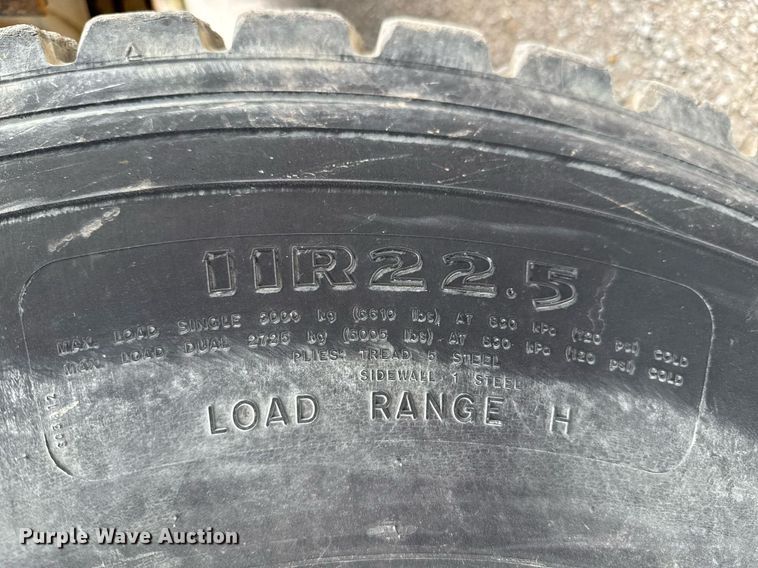 11R22.5
MAX. LOAD SINGLE 3000 kg (6610 lbs) AT 830 kPa (120 psi) COLD
MAX. LOAD DUAL 2725 kg (6005 lbs) AT 830 kPa (120 psi) COLD
PLIES: TREAD 5 STEEL
SIDEWALL 1 STEEL
LOAD RANGE H
Purple Wave Auction